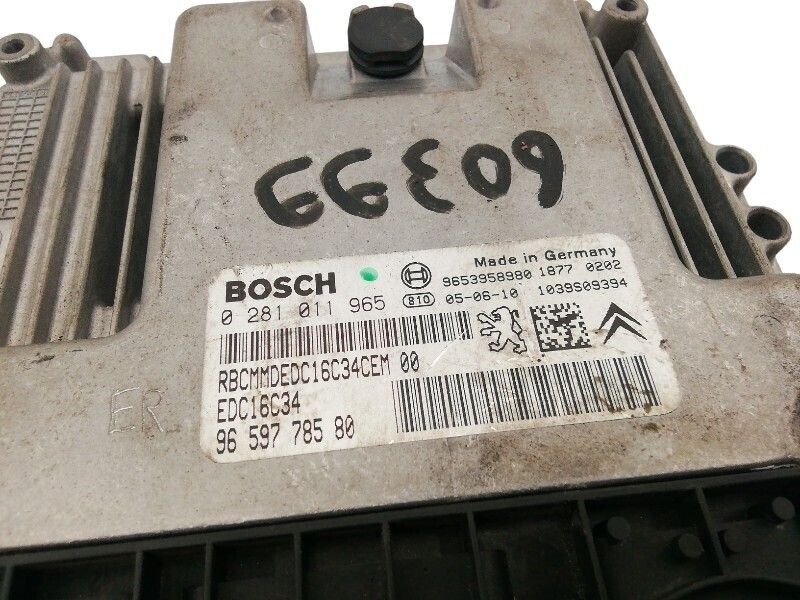 60399
BOSCH
Made in Germany
9653958980 1877 0202
0 281 011 965 810 05-06-10 1039S09394
RBCMMDEDC16C34CEM 00
EDC16C34
96 597 785 80
ER